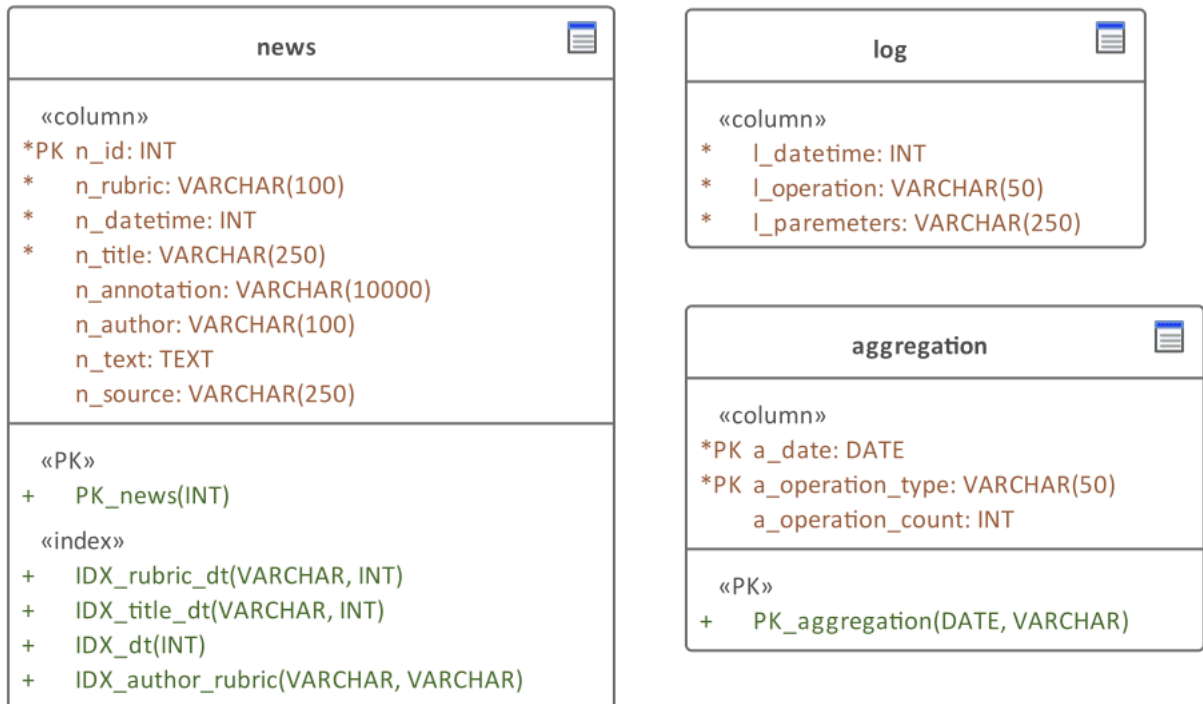 news
«column»
*PK n_id: INT
* n_rubric: VARCHAR(100)
* n_datetime: INT
* n_title: VARCHAR(250)
n_annotation: VARCHAR(10000)
n_author: VARCHAR(100)
n_text: TEXT
n_source: VARCHAR(250)
«PK»
+ PK_news(INT)
«index»
+ IDX_rubric_dt(VARCHAR, INT)
+ IDX_title_dt(VARCHAR, INT)
+ IDX_dt(INT)
+ IDX_author_rubric(VARCHAR, VARCHAR)
log
«column»
* l_datetime: INT
* l_operation: VARCHAR(50)
* l_paremeters: VARCHAR(250)
aggregation
«column»
*PK a_date: DATE
*PK a_operation_type: VARCHAR(50)
a_operation_count: INT
«PK»
+ PK_aggregation(DATE, VARCHAR)